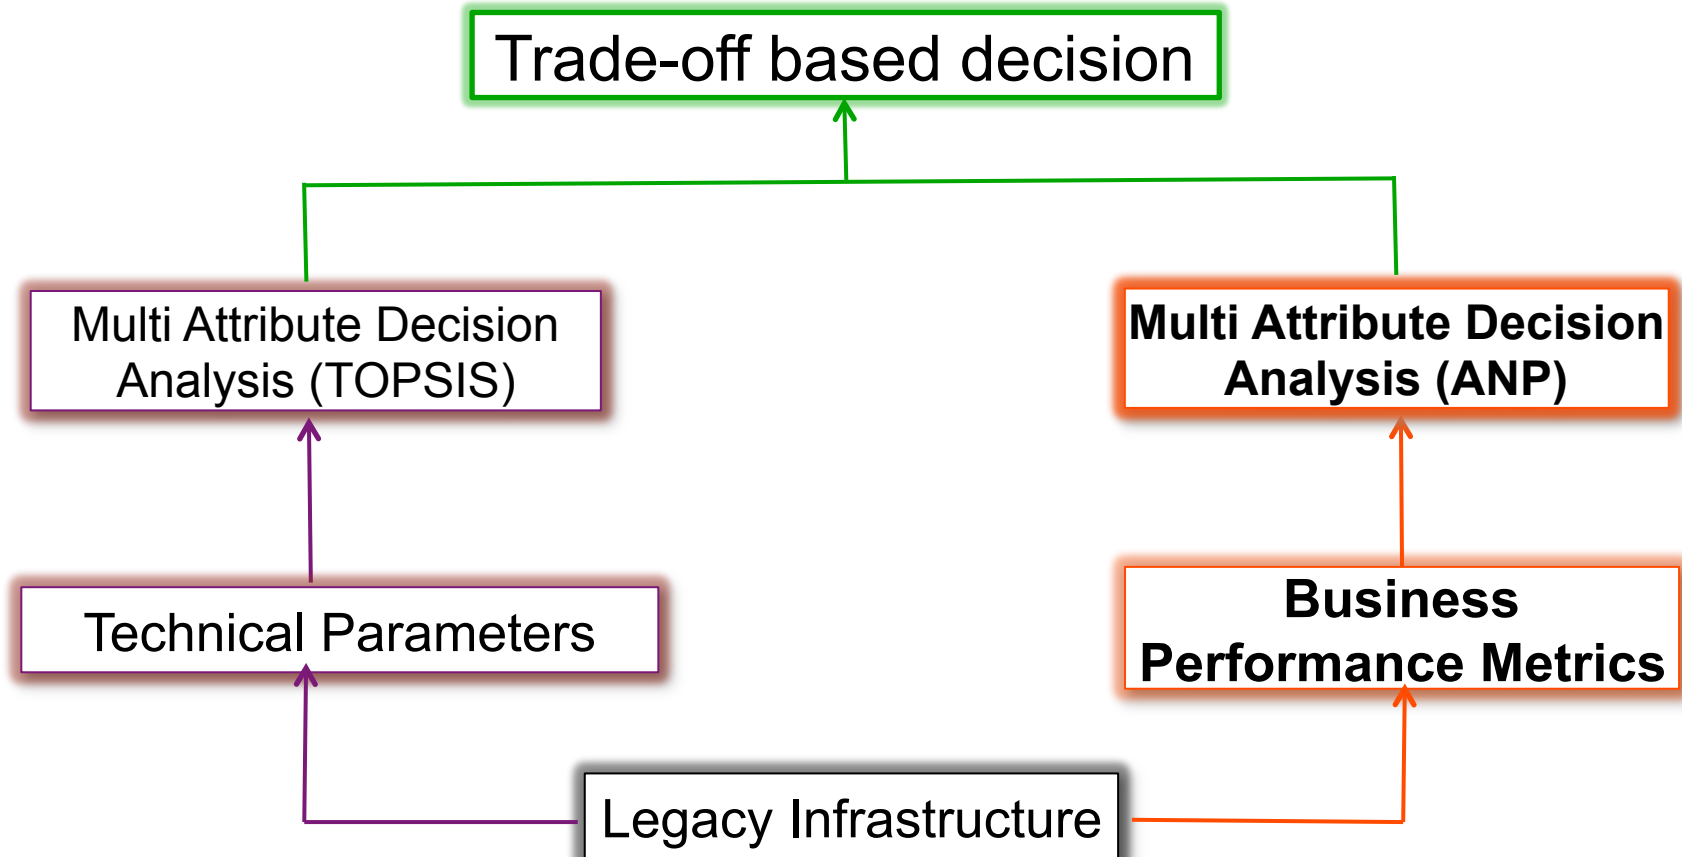 Trade-off based decision
Multi Attribute Decision
Analysis (TOPSIS)
Multi Attribute Decision
Analysis (ANP)
Technical Parameters
Business
Performance Metrics
Legacy Infrastructure